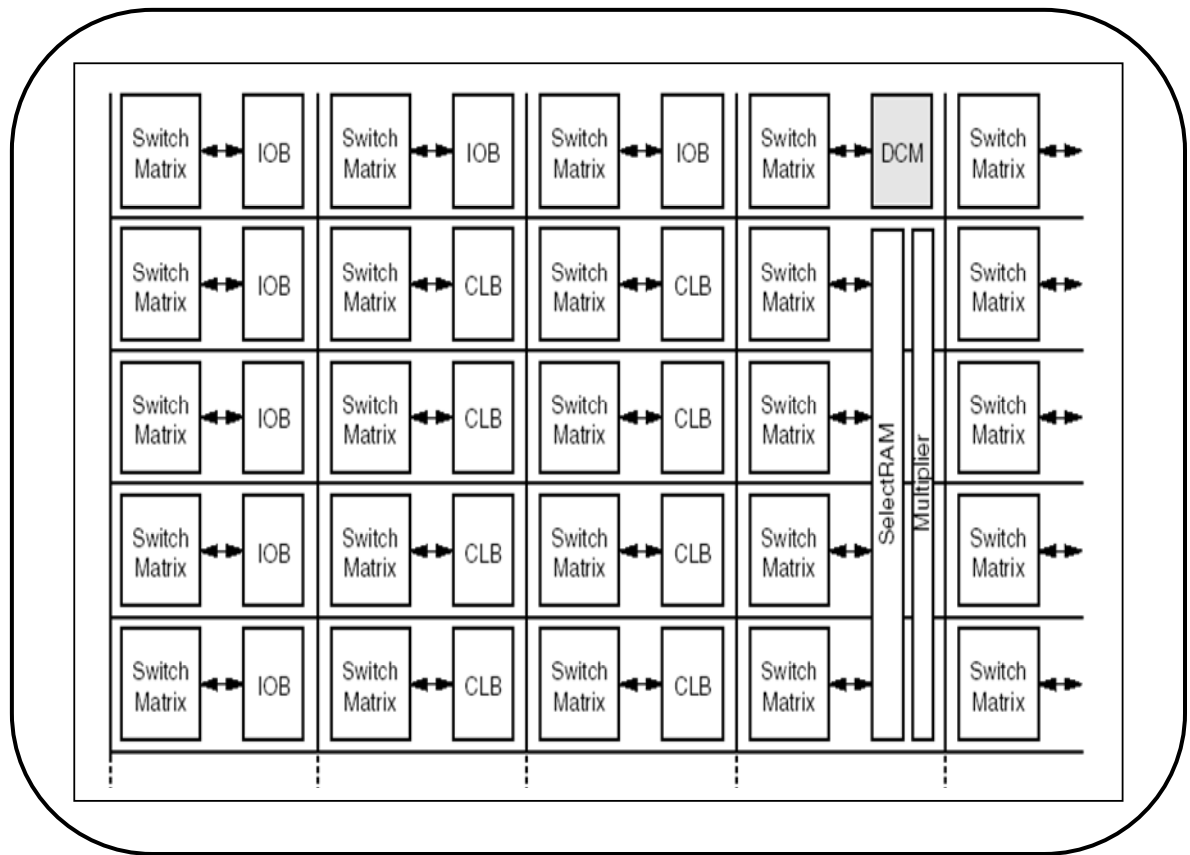 Switch Matrix IOB Switch Matrix IOB Switch Matrix IOB Switch Matrix DCM Switch Matrix
Switch Matrix IOB Switch Matrix CLB Switch Matrix CLB Switch Matrix Switch Matrix
Switch Matrix IOB Switch Matrix CLB Switch Matrix CLB Switch Matrix Switch Matrix
Switch Matrix IOB Switch Matrix CLB Switch Matrix CLB Switch Matrix Switch Matrix
Switch Matrix IOB Switch Matrix CLB Switch Matrix CLB Switch Matrix Switch Matrix
SelectRAM
Multiplier